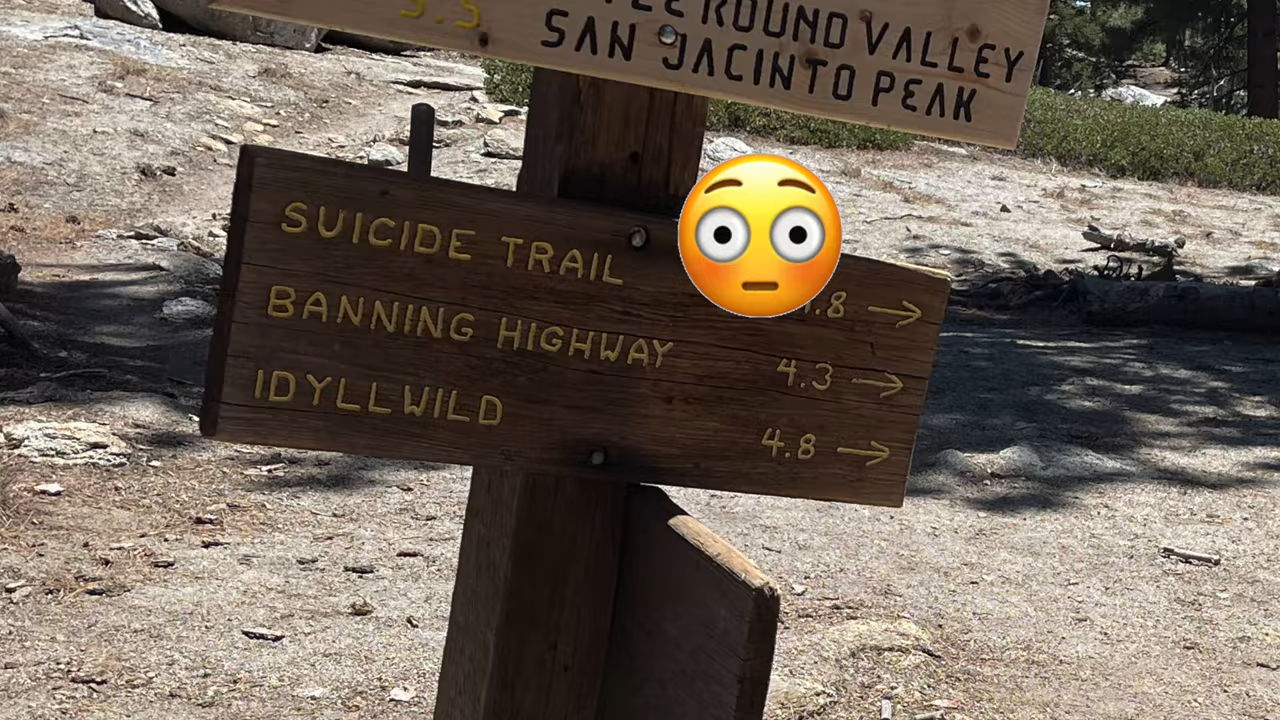 ROUND VALLEY
SAN JACINTO PEAK
SUICIDE TRAIL
BANNING HIGHWAY 4.3 →
IDYLLWILD 4.8 →